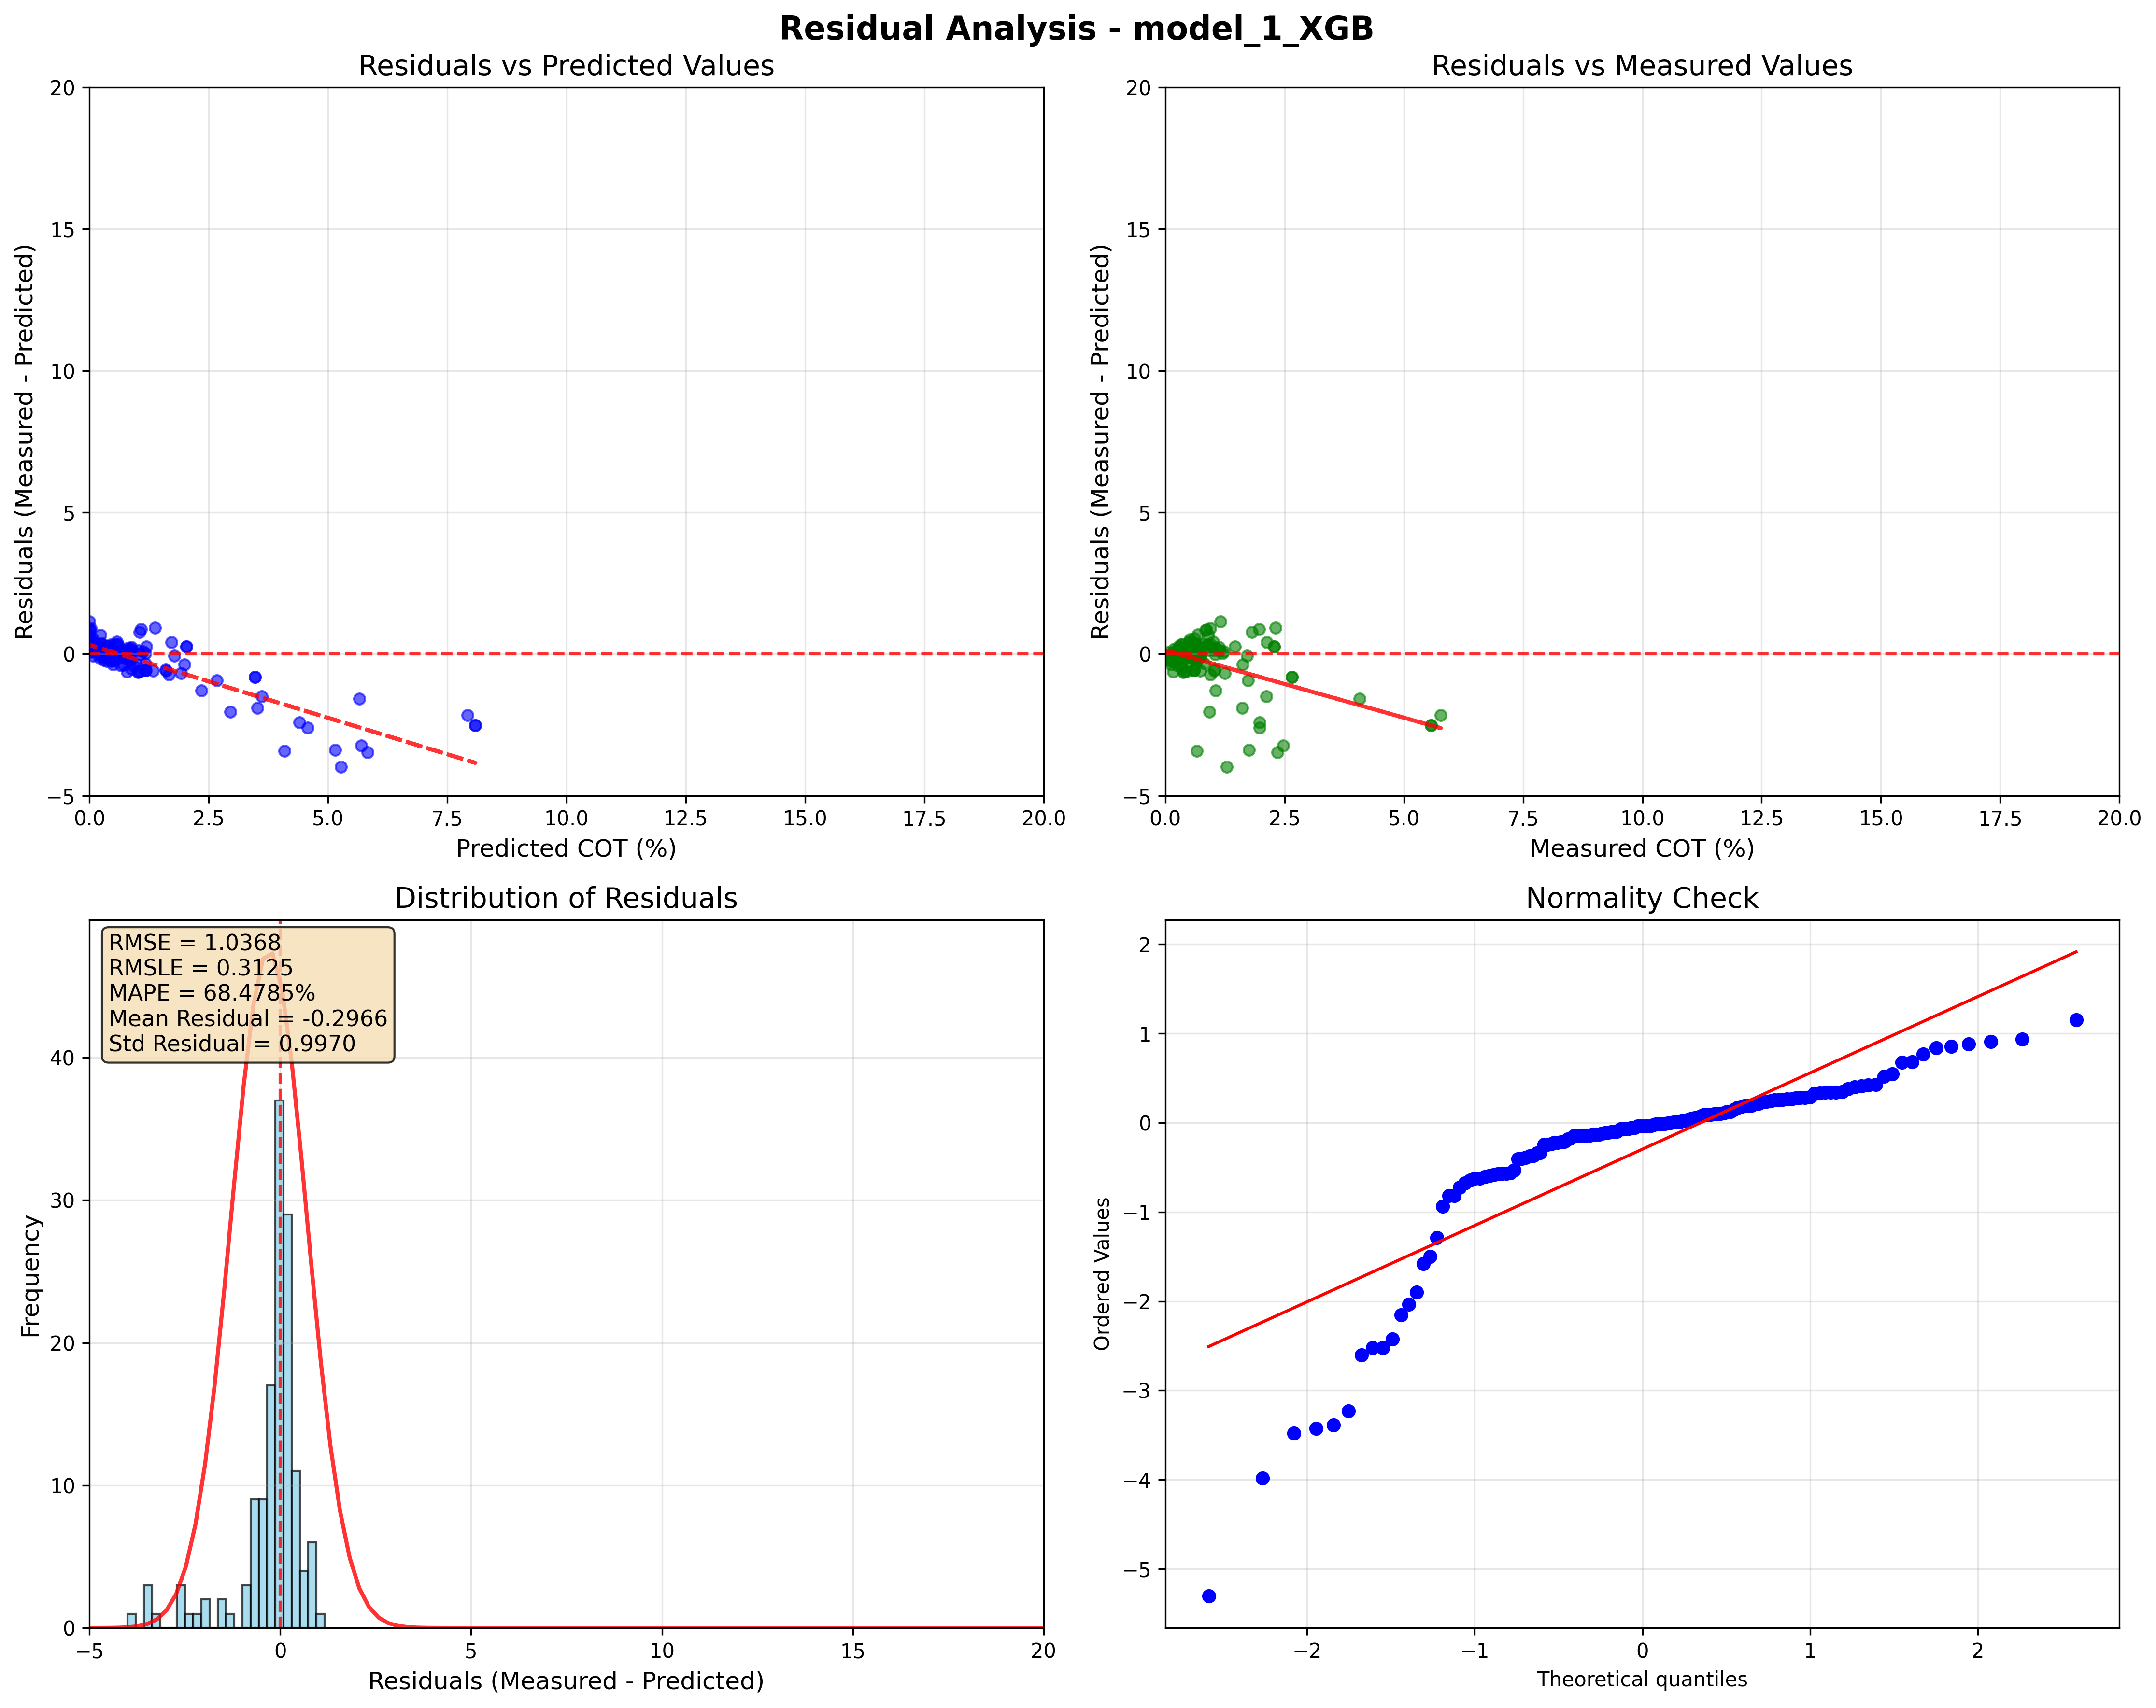 Residual Analysis - model_1_XGB
Residuals vs Predicted Values
20
15
10
5
0
−5
0.0 2.5 5.0 7.5 10.0 12.5 15.0 17.5 20.0
Residuals (Measured - Predicted)
Predicted COT (%)
Residuals vs Measured Values
20
15
10
5
0
−5
0.0 2.5 5.0 7.5 10.0 12.5 15.0 17.5 20.0
Residuals (Measured - Predicted)
Measured COT (%)
Distribution of Residuals
RMSE = 1.0368
RMSLE = 0.3125
MAPE = 68.4785%
Mean Residual = -0.2966
Std Residual = 0.9970
40
30
20
10
0
−5 0 5 10 15 20
Frequency
Residuals (Measured - Predicted)
Normality Check
2
1
0
−1
−2
−3
−4
−5
−2 −1 0 1 2
Ordered Values
Theoretical quantiles